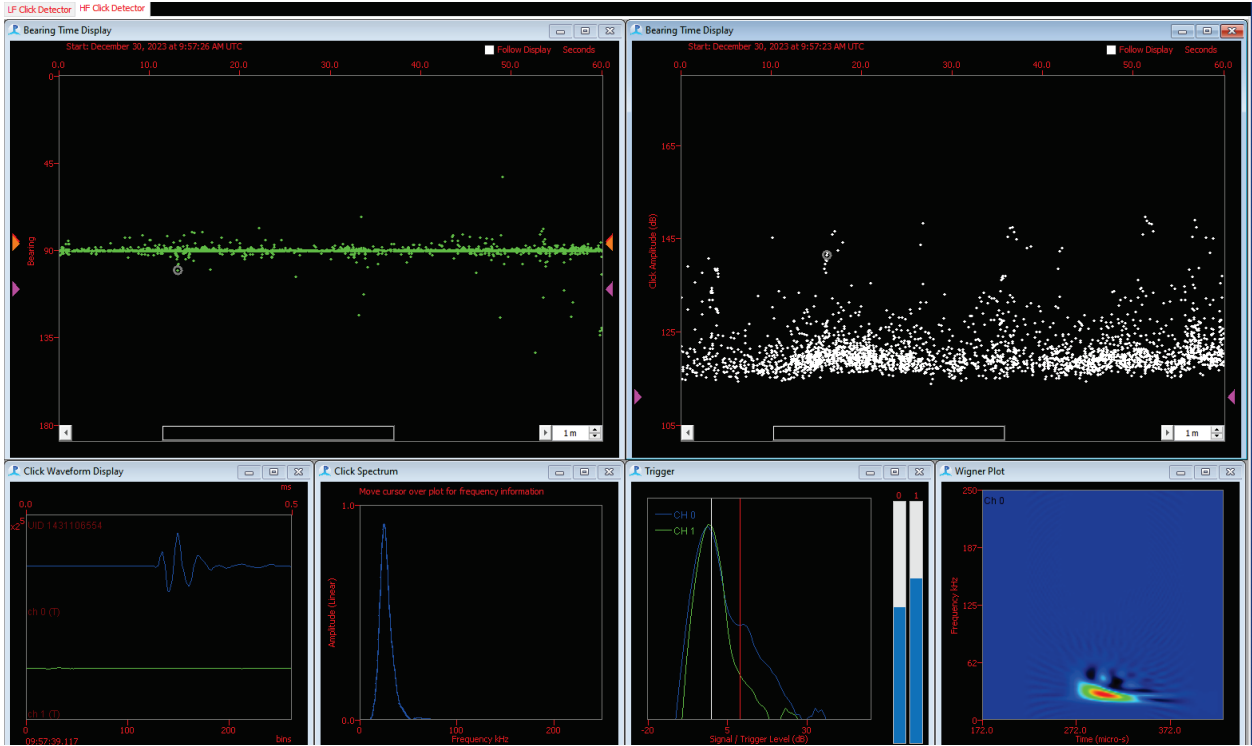 LF Click Detector HF Click Detector
Bearing Time Display
Start: December 30, 2023 at 9:57:26 AM UTC
Follow Display Seconds
0.0 10.0 20.0 30.0 40.0 50.0 60.0
0
45
90
135
180
Bearing
1 m
Bearing Time Display
Start: December 30, 2023 at 9:57:23 AM UTC
Follow Display Seconds
0.0 10.0 20.0 30.0 40.0 50.0 60.0
165
145
125
105
Click Amplitude (dB)
1 m
Click Waveform Display
ms
0.0 0.5
UID 1431106554
ch 0 (T)
ch 1 (T)
0 100 200
09:57:39.117 bins
Click Spectrum
Move cursor over plot for frequency information
1.0
Amplitude (Linear)
0.0
0 100 200
Frequency kHz
Trigger
0 1
CH 0
CH 1
-20 5 30
Signal / Trigger Level (dB)
Wigner Plot
Ch 0
250
187
125
62
0
Frequency kHz
172.0 272.0 372.0
Time (micro-s)